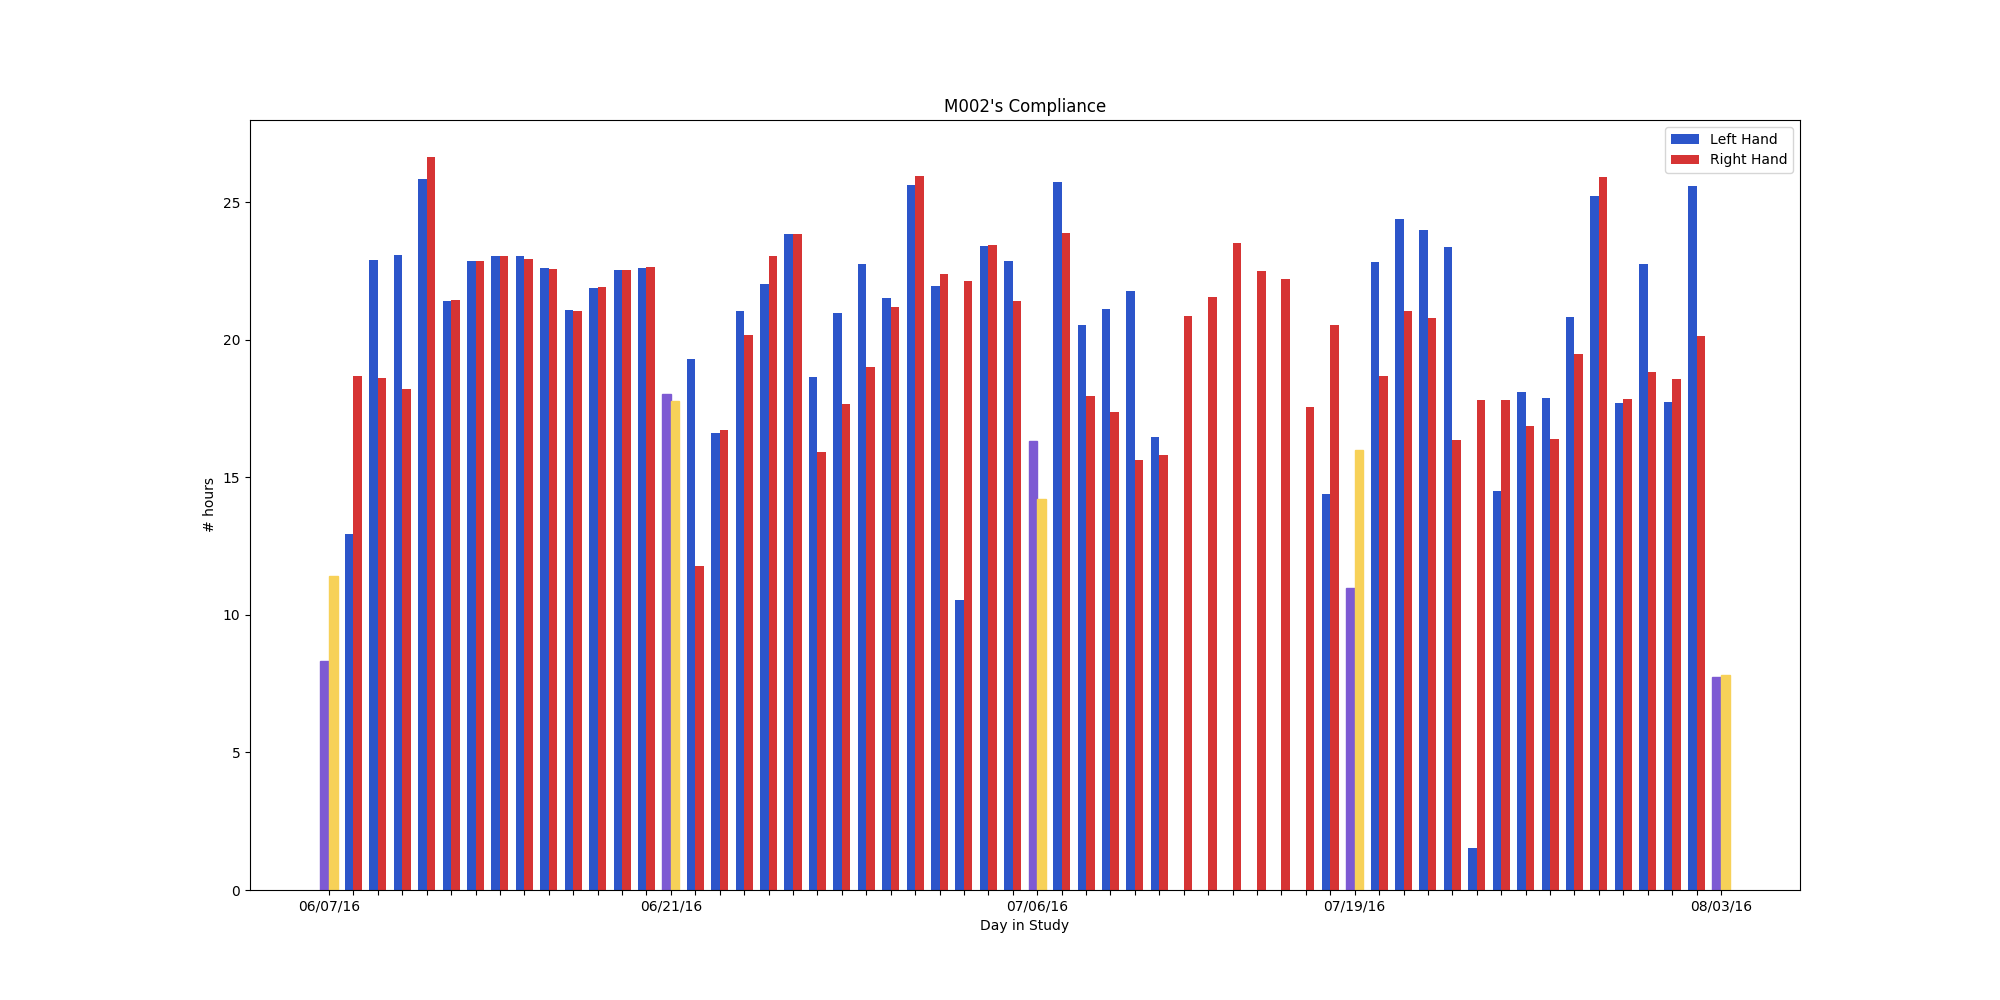 M002's Compliance
Left Hand
Right Hand
# hours
25
20
15
10
5
0
06/07/16 06/21/16 07/06/16 07/19/16 08/03/16
Day in Study